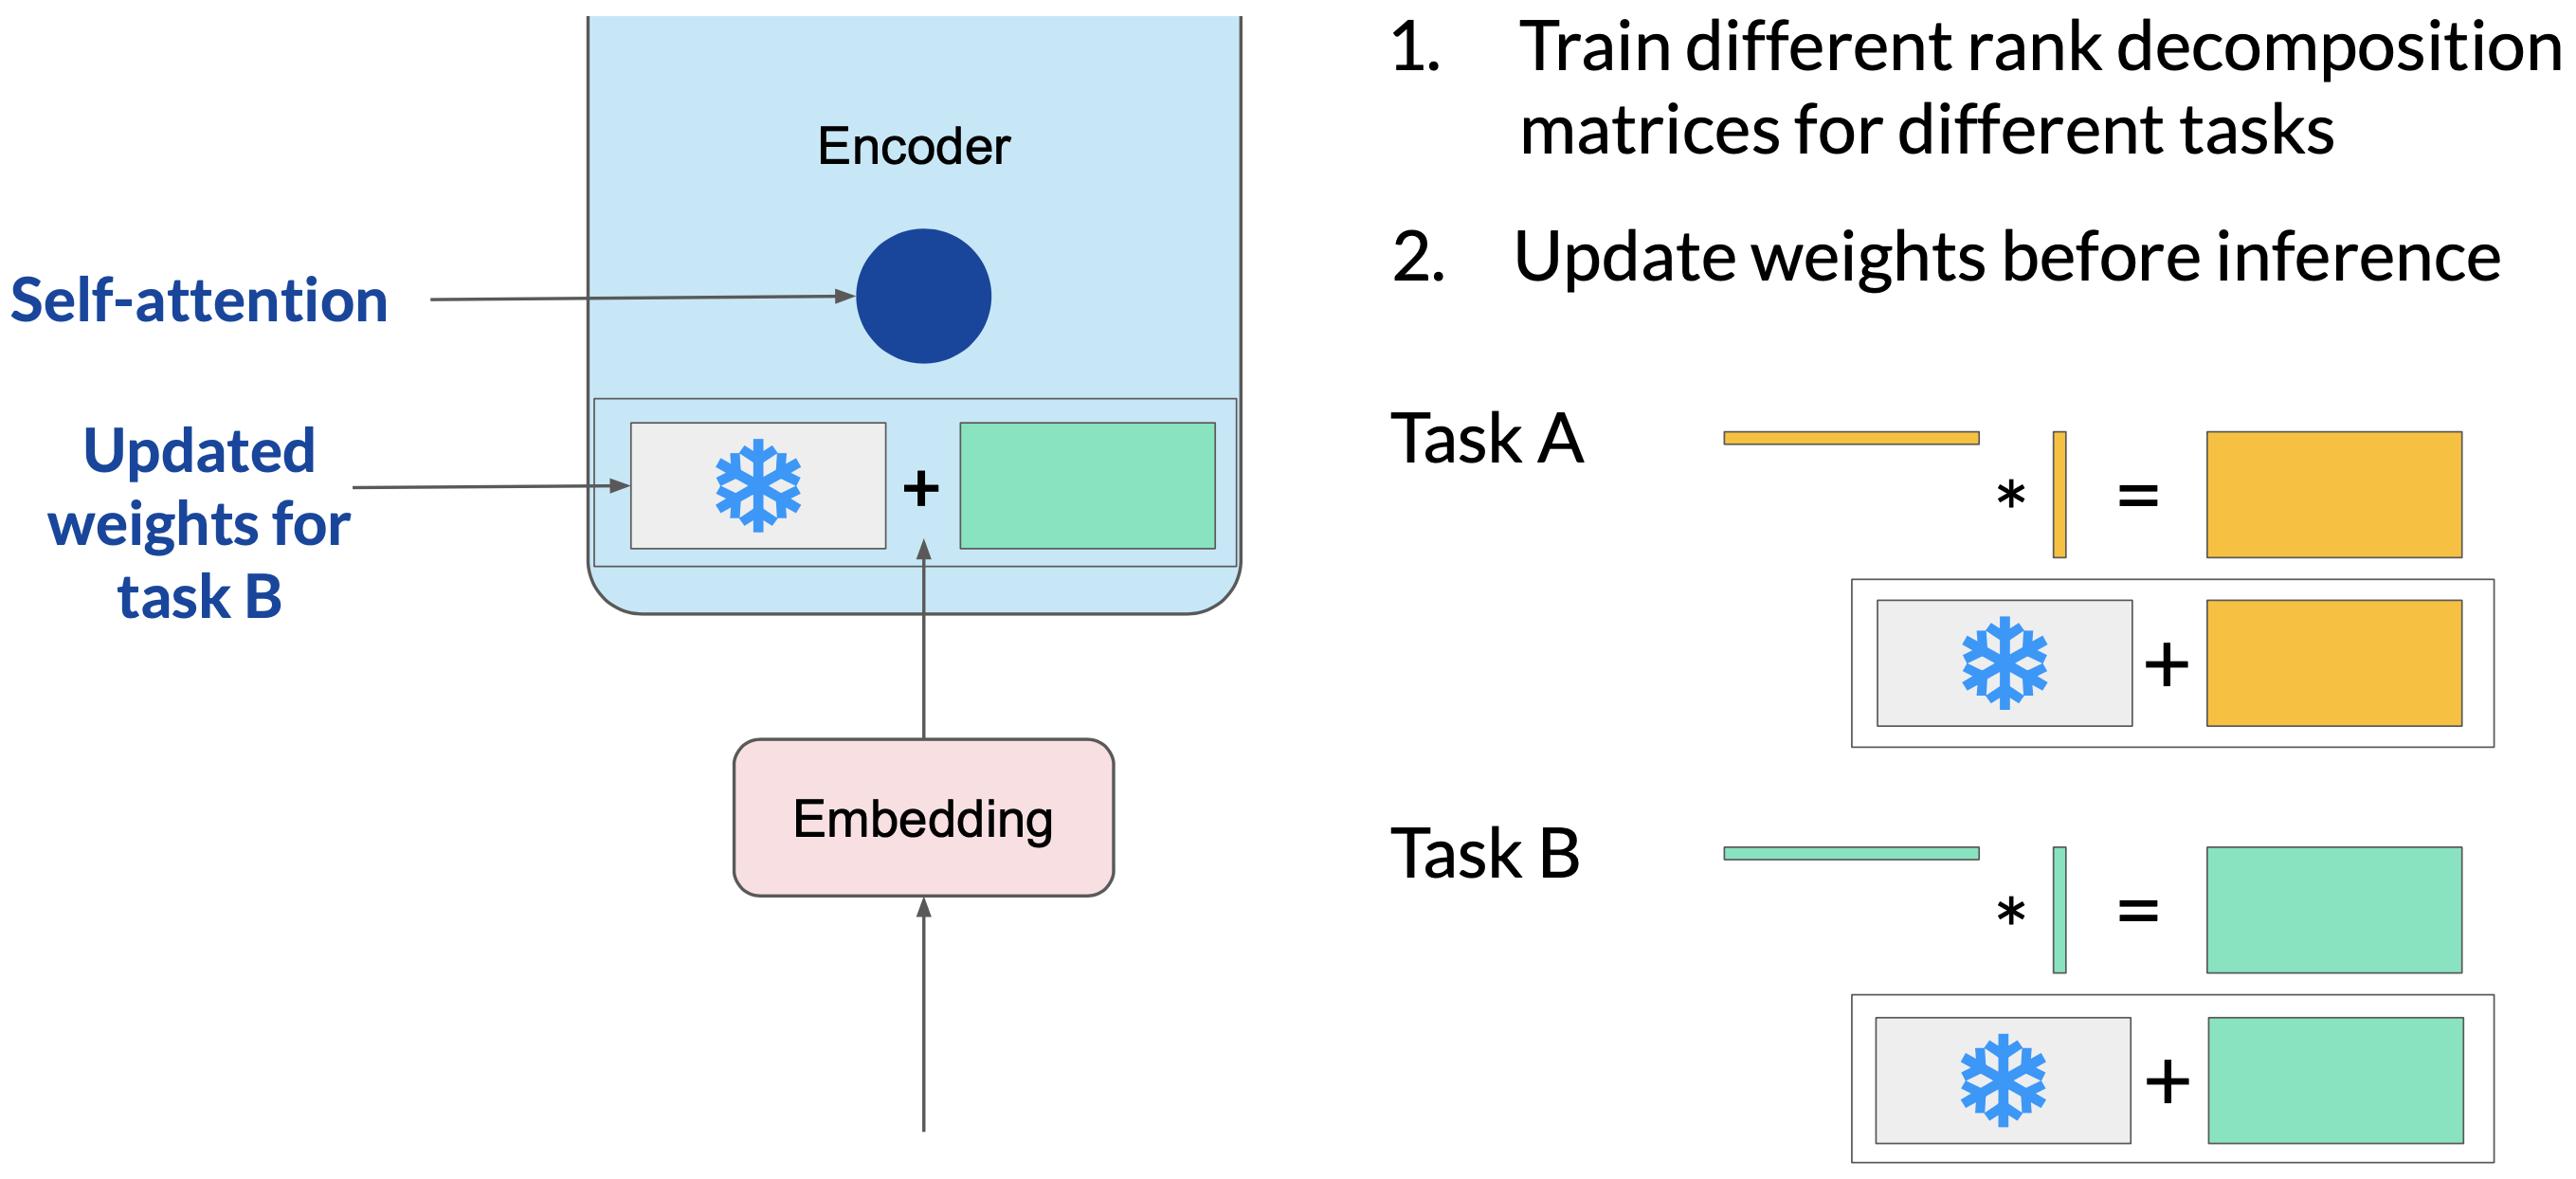 Encoder
Self-attention
Updated
weights for
task B
+
Embedding
1. Train different rank decomposition
matrices for different tasks
2. Update weights before inference
Task A
* =
+
Task B
* =
+